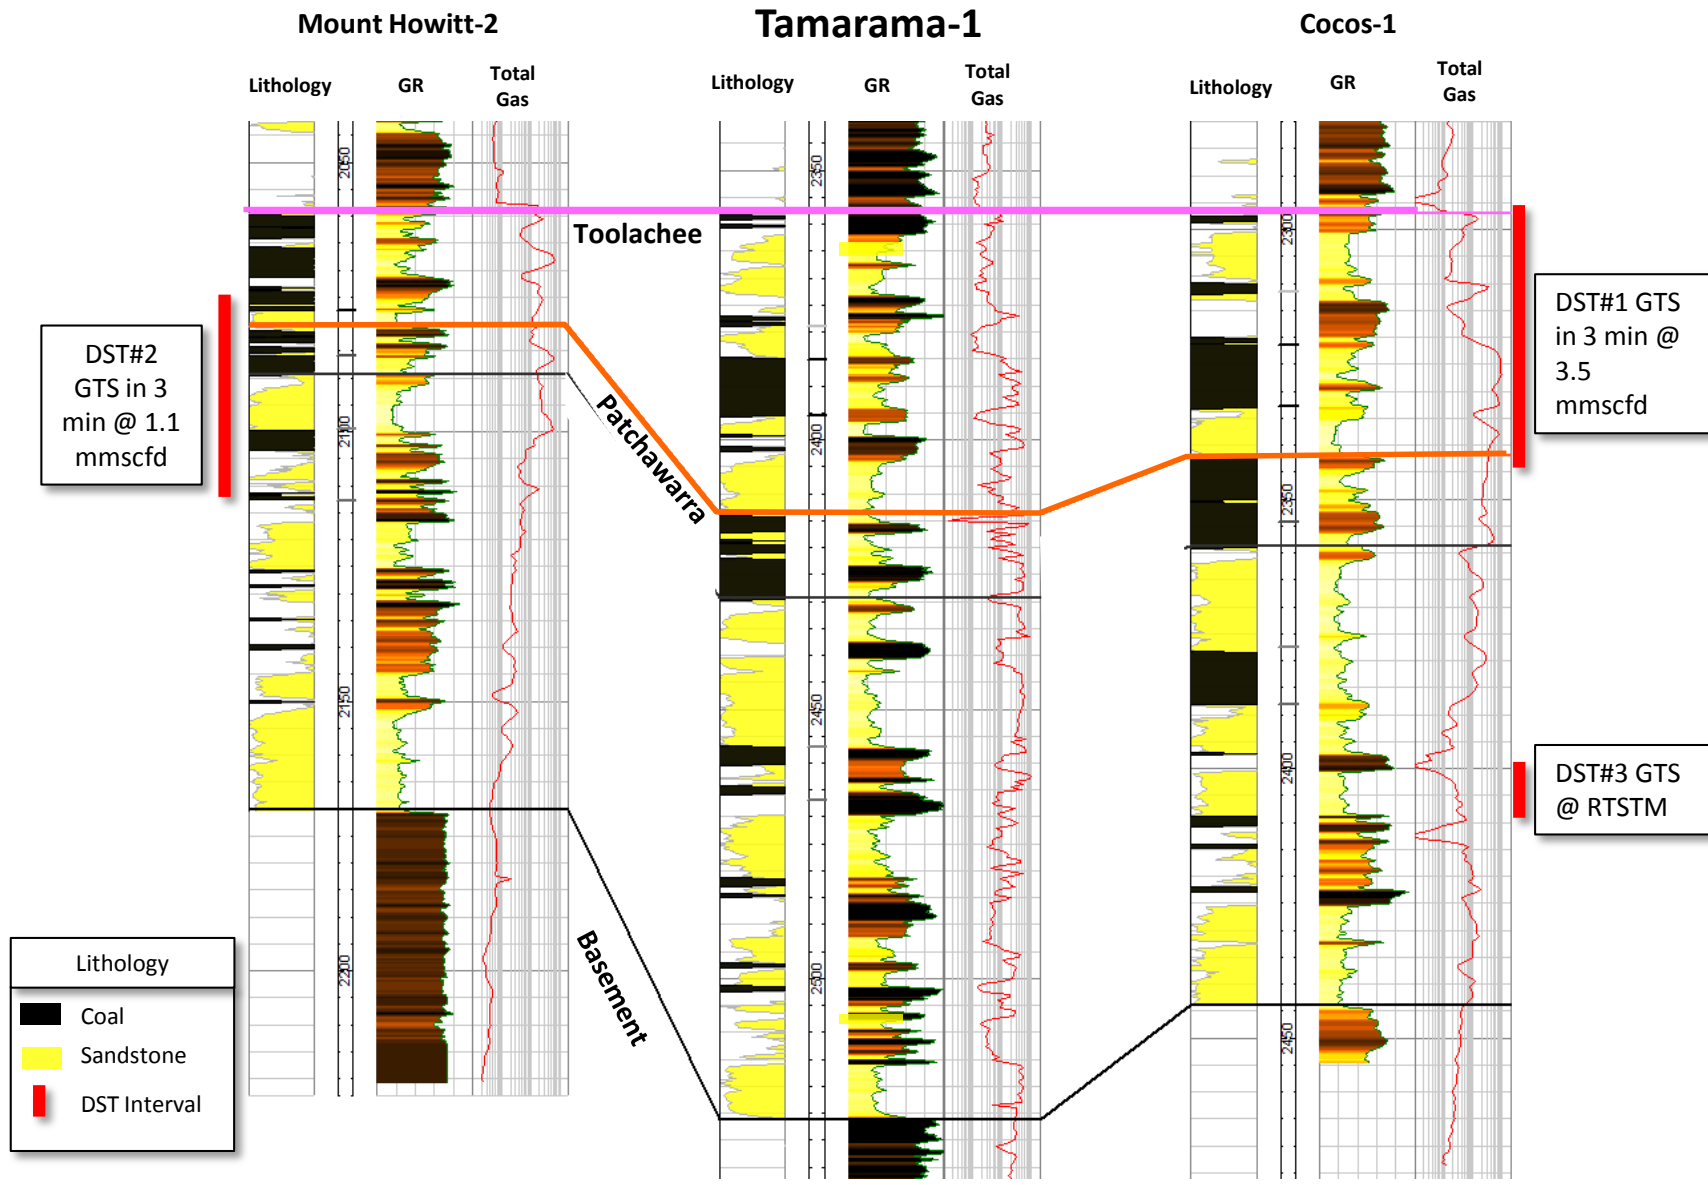 Mount Howitt-2
Tamarama-1
Cocos-1
Lithology
GR
Total
Gas
Lithology
GR
Total
Gas
Lithology
GR
Total
Gas
2050
2100
2150
2200
2350
2400
2450
2500
2300
2350
2400
2450
Toolachee
Patchawarra
Basement
DST#2
GTS in 3
min @ 1.1
mmscfd
DST#1 GTS
in 3 min @
3.5
mmscfd
DST#3 GTS
@ RTSTM
Lithology
Coal
Sandstone
DST Interval